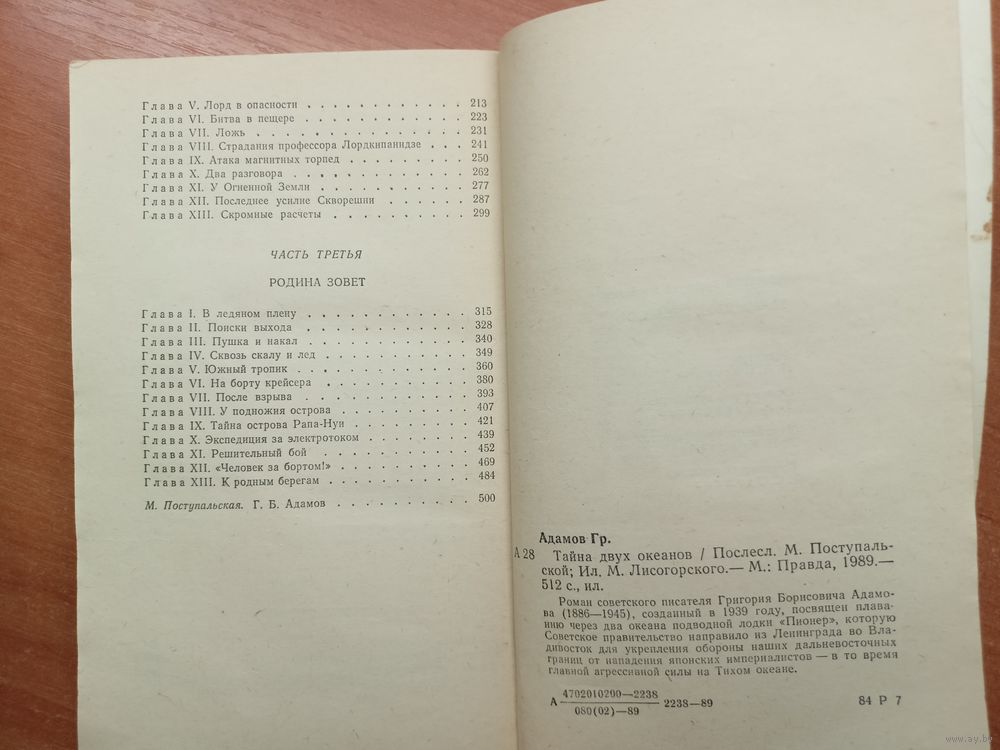 Глава V. Лорд в опасности . . . . . . . . . . . . 213
Глава VI. Битва в пещере . . . . . . . . . . . . 223
Глава VII. Ложь . . . . . . . . . . . . 231
Глава VIII. Страдания профессора Лордкипанидзе . . . 241
Глава IX. Атака магнитных торпед . . . . . . . . . 250
Глава X. Два разговора . . . . . . . . . . . . 262
Глава XI. У Огненной Земли . . . . . . . . . . . 277
Глава XII. Последнее усилие Скворешни . . . . . . 287
Глава XIII. Скромные расчеты . . . . . . . . . . 299
ЧАСТЬ ТРЕТЬЯ
РОДИНА ЗОВЕТ
Глава I. В ледяном плену . . . . . . . . . . . . 315
Глава II. Поиски выхода . . . . . . . . . . . . 328
Глава III. Пушка и накал . . . . . . . . . . . . 340
Глава IV. Сквозь скалу и лед . . . . . . . . . . . 349
Глава V. Южный тропик . . . . . . . . . . . . 360
Глава VI. На борту крейсера . . . . . . . . . . . 380
Глава VII. После взрыва . . . . . . . . . . . . 393
Глава VIII. У подножия острова . . . . . . . . . . 407
Глава IX. Тайна острова Рапа-Нуи . . . . . . . . . 421
Глава X. Экспедиция за электротоком . . . . . . . . 439
Глава XI. Решительный бой . . . . . . . . . . . 452
Глава XII. «Человек за бортом!» . . . . . . . . . . 469
Глава XIII. К родным берегам . . . . . . . . . . . 484
М. Поступальская. Г. Б. Адамов . . . . . . . . . . 500
Адамов Гр.
А 28 Тайна двух океанов / Послесл. М. Поступаль-
ской; Ил. М. Лисогорского.— М.: Правда, 1989.—
512 с., ил.
Роман советского писателя Григория Борисовича Адамо-
ва (1886—1945), созданный в 1939 году, посвящен плава-
нию через два океана подводной лодки «Пионер», которую
Советское правительство направило из Ленинграда во Вла-
дивосток для укрепления обороны наших дальневосточных
границ от нападения японских империалистов — в то время
главной агрессивной силы на Тихом океане.
А 4702010200—2238 2238—89 84 Р 7
080(02)—89
www.ay.by